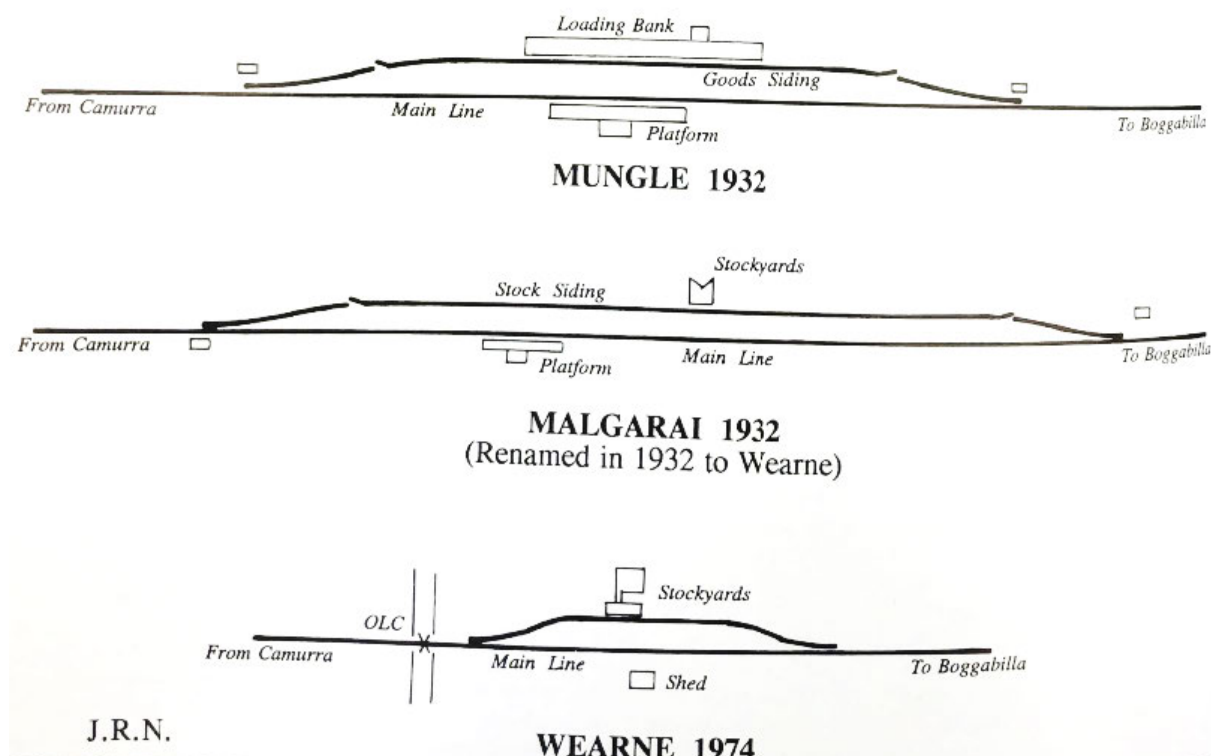 Loading Bank
Goods Siding
From Camurra
Main Line
Platform
To Boggabilla
MUNGLE 1932
Stockyards
Stock Siding
From Camurra
Platform
Main Line
To Boggabilla
MALGARAI 1932
(Renamed in 1932 to Wearne)
OLC
Stockyards
From Camurra
Main Line
To Boggabilla
Shed
J.R.N.
WEARNE 1974